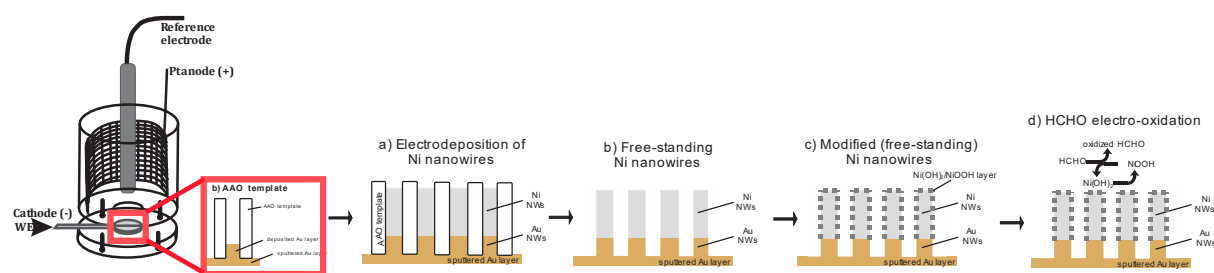 Reference
electrode
Ptanode (+)
Cathode (-)
WE
b) AAO template
AAO template
deposited Au layer
sputtered Au layer
a) Electrodeposition of
Ni nanowires
AAO template
Ni
NWs
Au
NWs
sputtered Au layer
b) Free-standing
Ni nanowires
Ni
NWs
Au
NWs
sputtered Au layer
c) Modified (free-standing)
Ni nanowires
Ni(OH)2/NiOOH layer
Ni
NWs
Au
NWs
sputtered Au layer
d) HCHO electro-oxidation
oxidized HCHO
HCHO
NiOOH
Ni(OH)2
Ni
NWs
Au
NWs
sputtered Au layer